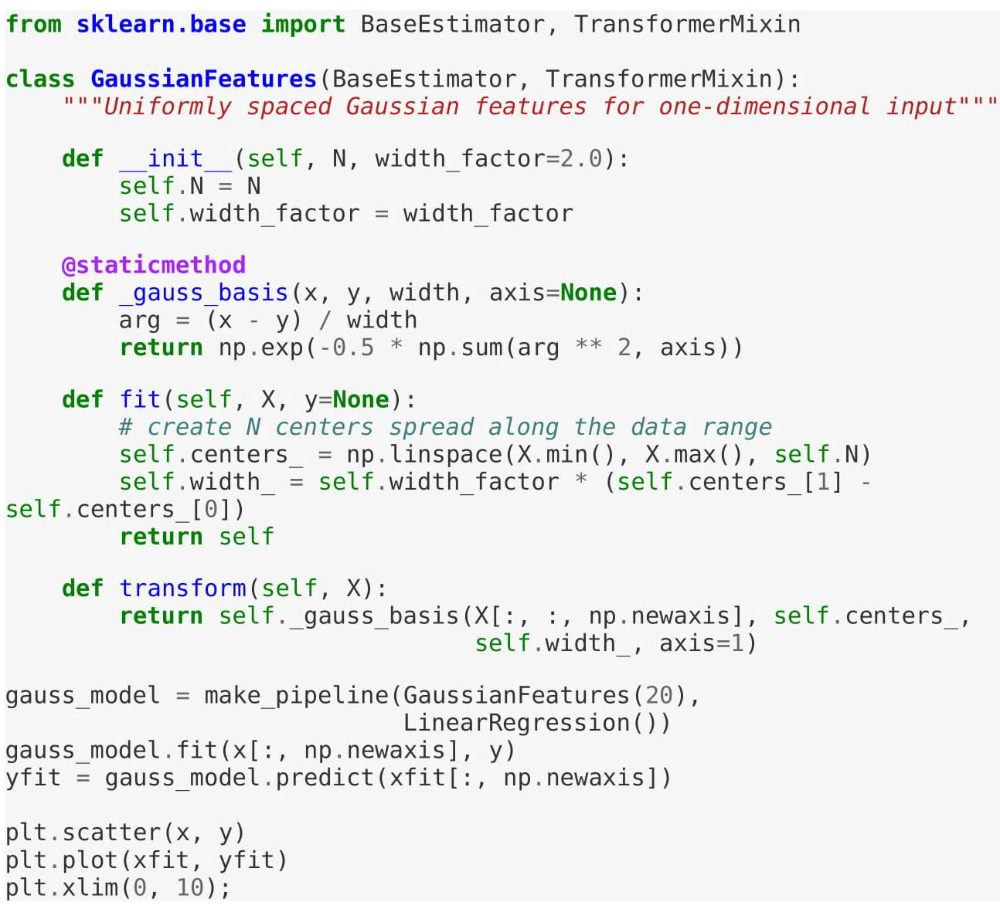 from sklearn.base import BaseEstimator, TransformerMixin
class GaussianFeatures(BaseEstimator, TransformerMixin):
    """Uniformly spaced Gaussian features for one-dimensional input"""
    def __init__(self, N, width_factor=2.0):
        self.N = N
        self.width_factor = width_factor
    @staticmethod
    def _gauss_basis(x, y, width, axis=None):
        arg = (x - y) / width
        return np.exp(-0.5 * np.sum(arg ** 2, axis))
    def fit(self, X, y=None):
        # create N centers spread along the data range
        self.centers_ = np.linspace(X.min(), X.max(), self.N)
        self.width_ = self.width_factor * (self.centers_[1] -
self.centers_[0])
        return self
    def transform(self, X):
        return self._gauss_basis(X[:, :, np.newaxis], self.centers_,
                                 self.width_, axis=1)
gauss_model = make_pipeline(GaussianFeatures(20),
                            LinearRegression())
gauss_model.fit(x[:, np.newaxis], y)
yfit = gauss_model.predict(xfit[:, np.newaxis])
plt.scatter(x, y)
plt.plot(xfit, yfit)
plt.xlim(0, 10);